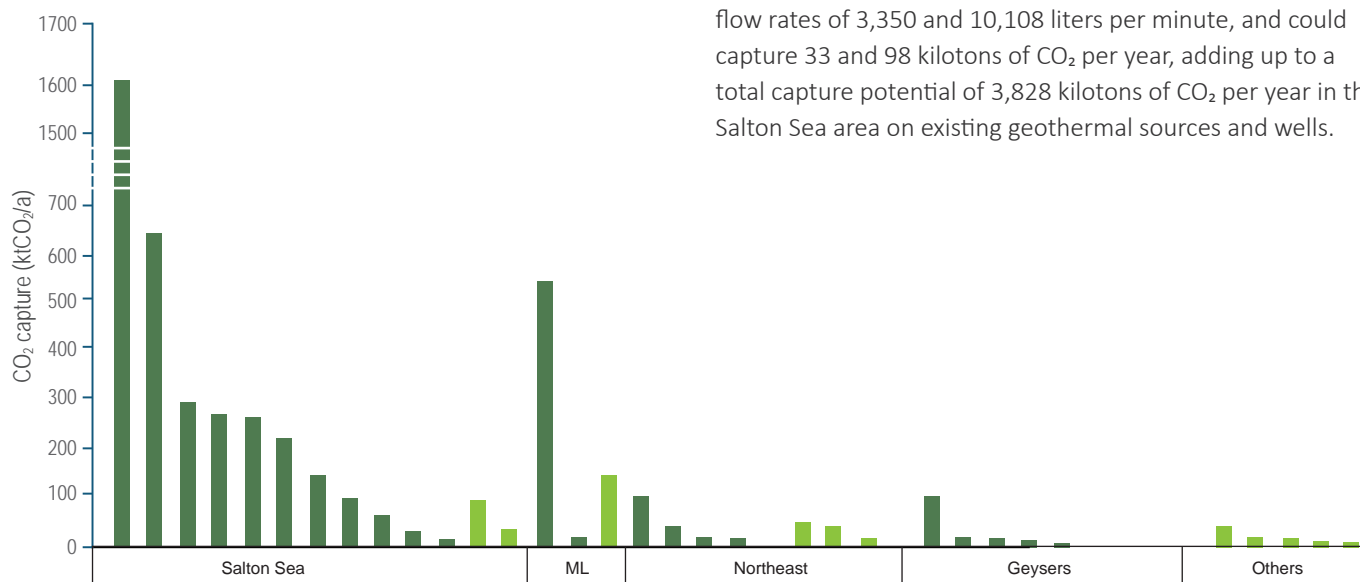 flow rates of 3,350 and 10,108 liters per minute, and could
capture 33 and 98 kilotons of CO₂ per year, adding up to a
total capture potential of 3,828 kilotons of CO₂ per year in
Salton Sea area on existing geothermal sources and wells.
CO₂ capture (ktCO₂/a)
1700
1600
1500
700
600
500
400
300
200
100
0
Salton Sea ML Northeast Geysers Others